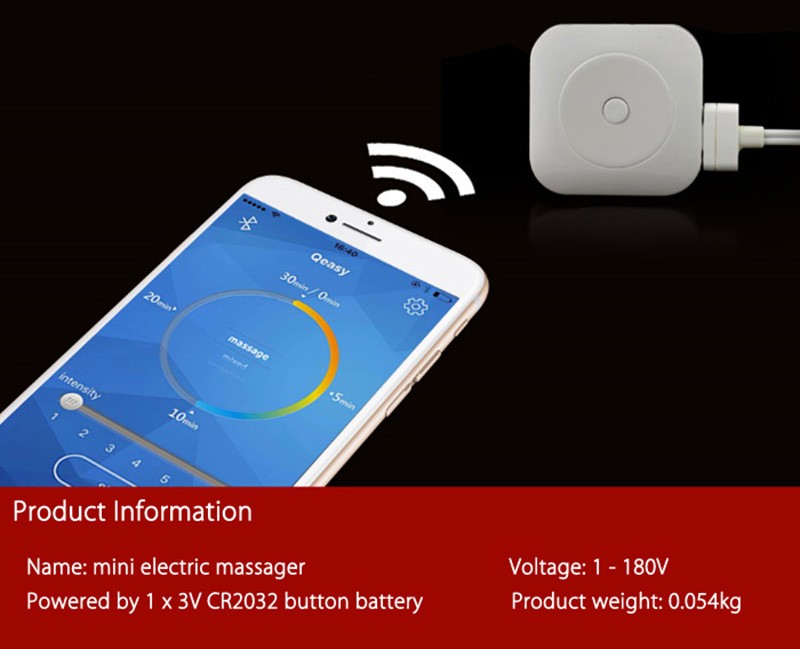 16:40
Qeasy
30min / 0min
20min
massage
5min
10min
intensity
1 2 3 4 5
Product Information
Name: mini electric massager
Voltage: 1 - 180V
Powered by 1 x 3V CR2032 button battery
Product weight: 0.054kg